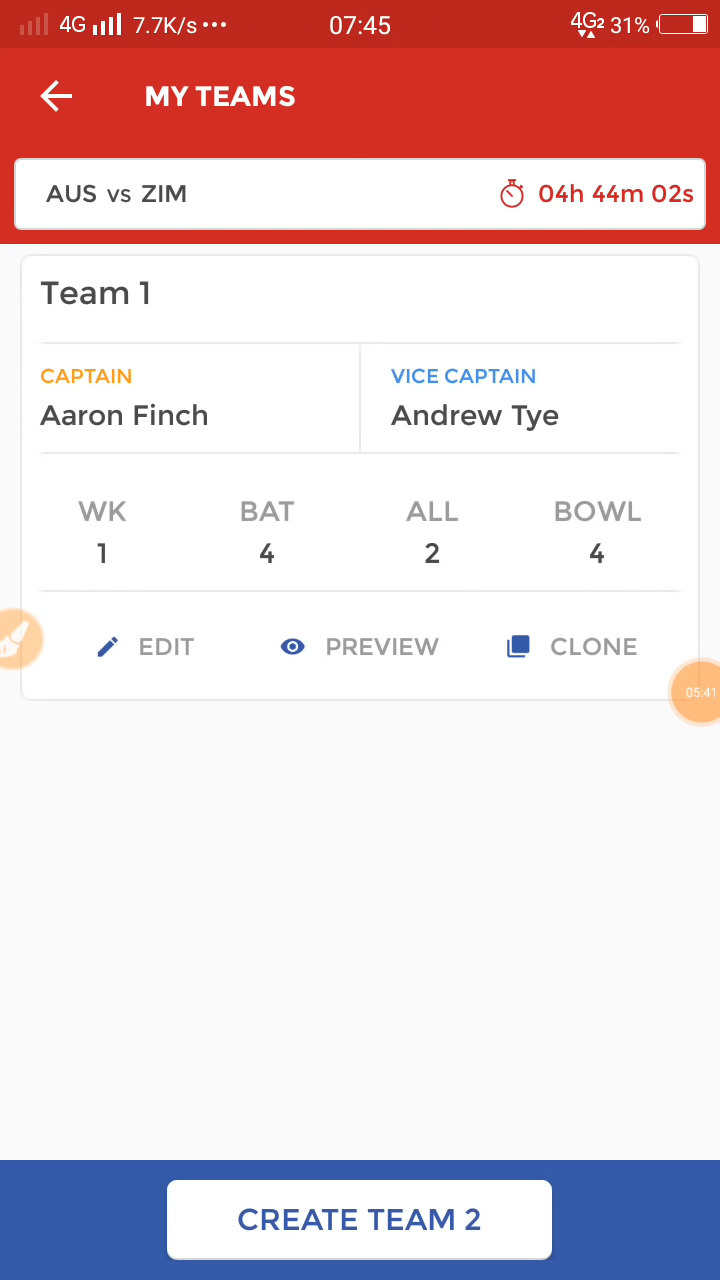 4G 7.7K/s ... 07:45 4G2 31%
MY TEAMS
AUS vs ZIM 04h 44m 02s
Team 1
CAPTAIN VICE CAPTAIN
Aaron Finch Andrew Tye
WK BAT ALL BOWL
1 4 2 4
EDIT PREVIEW CLONE
05:41
CREATE TEAM 2